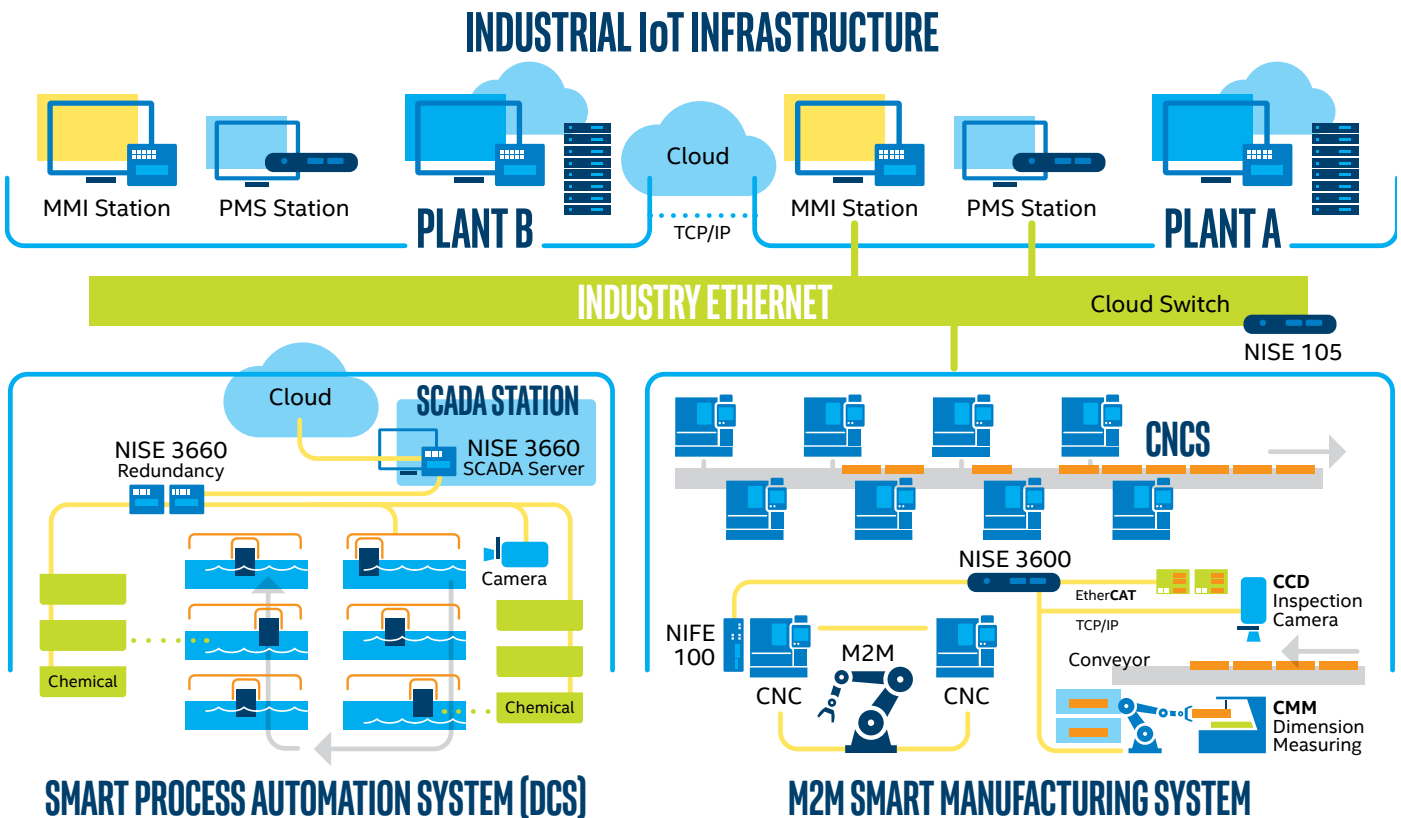 INDUSTRIAL IoT INFRASTRUCTURE
MMI Station
PMS Station
PLANT B
Cloud
TCP/IP
MMI Station
PMS Station
PLANT A
INDUSTRY ETHERNET
Cloud Switch
NISE 105
Cloud
SCADA STATION
NISE 3660
SCADA Server
NISE 3660
Redundancy
Camera
Chemical
Chemical
SMART PROCESS AUTOMATION SYSTEM (DCS)
CNCS
NISE 3600
EtherCAT
TCP/IP
CCD
Inspection
Camera
NIFE
100
CNC
M2M
CNC
Conveyor
CMM
Dimension
Measuring
M2M SMART MANUFACTURING SYSTEM